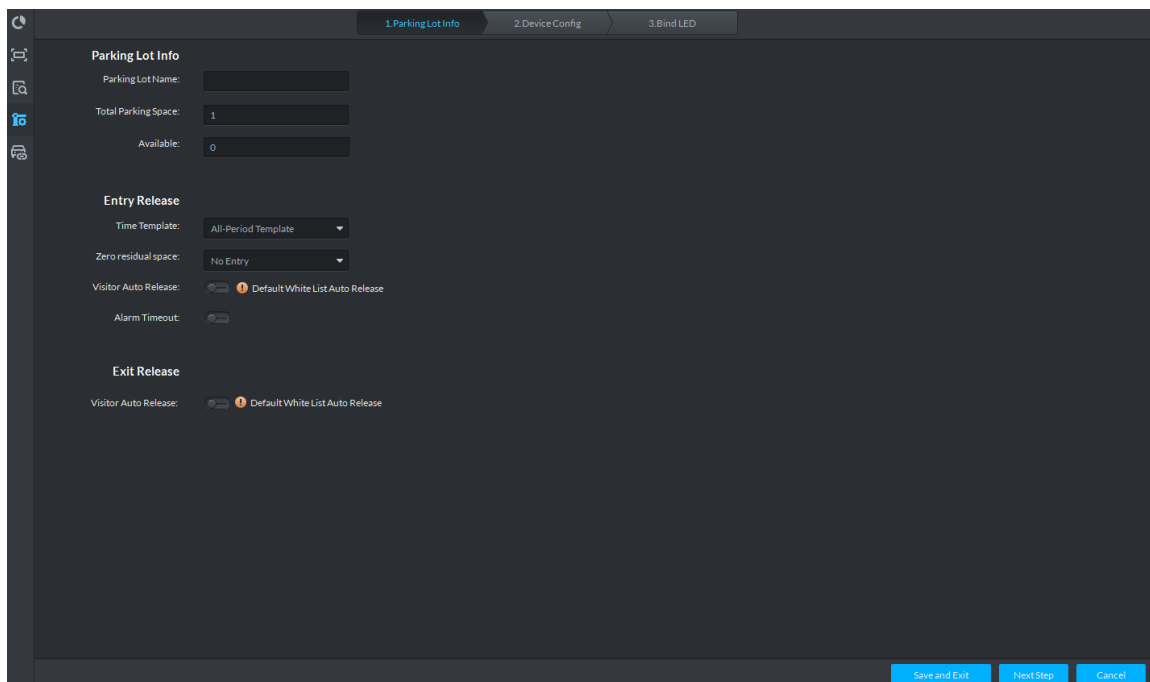 1.Parking Lot Info 2.Device Config 3.Bind LED
Parking Lot Info
Parking Lot Name:
Total Parking Space: 1
Available: 0
Entry Release
Time Template: All-Period Template
Zero residual space: No Entry
Visitor Auto Release: Default White List Auto Release
Alarm Timeout:
Exit Release
Visitor Auto Release: Default White List Auto Release
Save and Exit Next Step Cancel